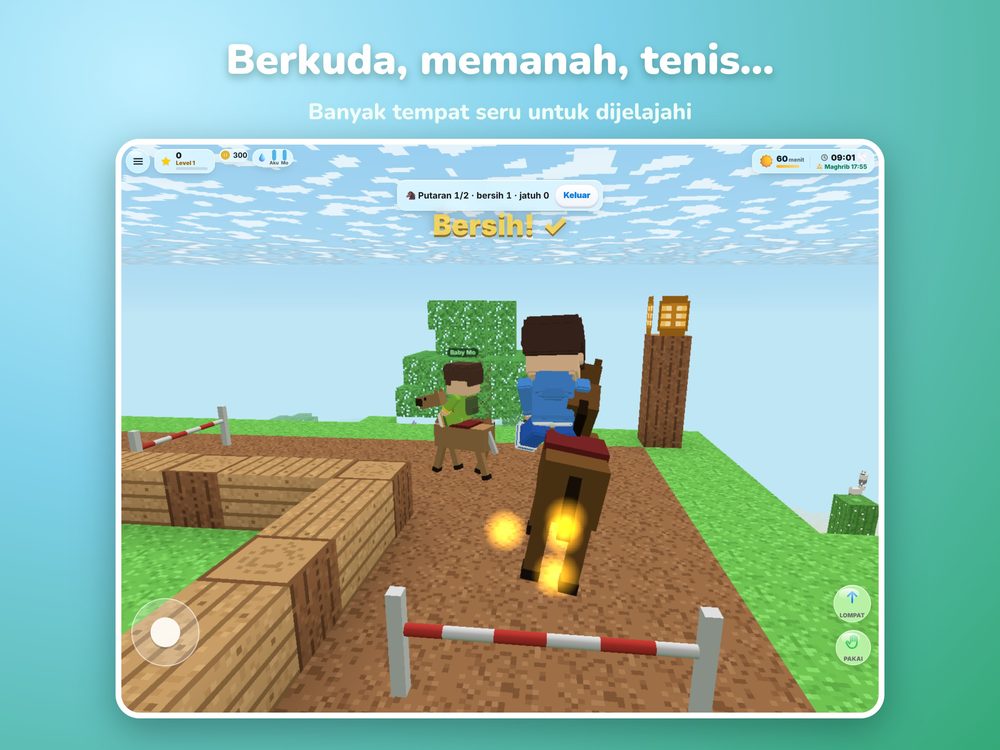 Berkuda, memanah, tenis...
Banyak tempat seru untuk dijelajahi
0
Level 1
300
Aku Mo
60 menit
09:01
Maghrib 17:55
Putaran 1/2 · bersih 1 · jatuh 0
Keluar
Bersih! ✓
Baby Mo
LOMPAT
PAKAI